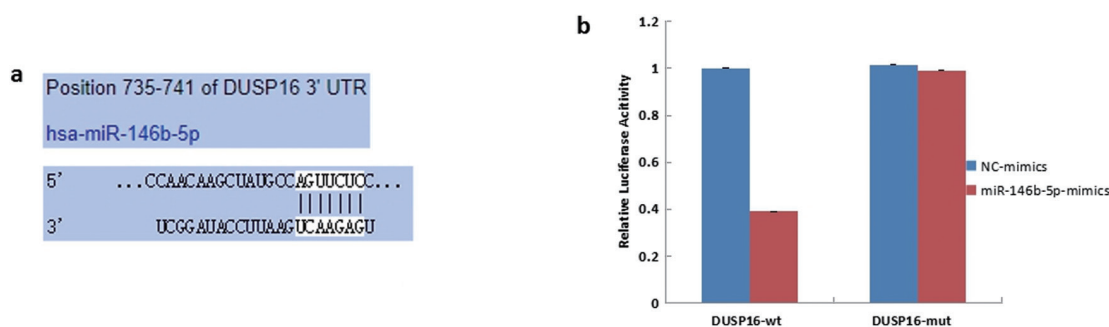 a
Position 735-741 of DUSP16 3' UTR
hsa-miR-146b-5p
5' ...CCAACAAGCUAUGCCAGUUCUCC...
3' UCGGAUACCUUAAGUCAAGAGU
b
Relative Luciferase Acitivity
1.2
1
0.8
0.6
0.4
0.2
0
DUSP16-wt
DUSP16-mut
NC-mimics
miR-146b-5p-mimics